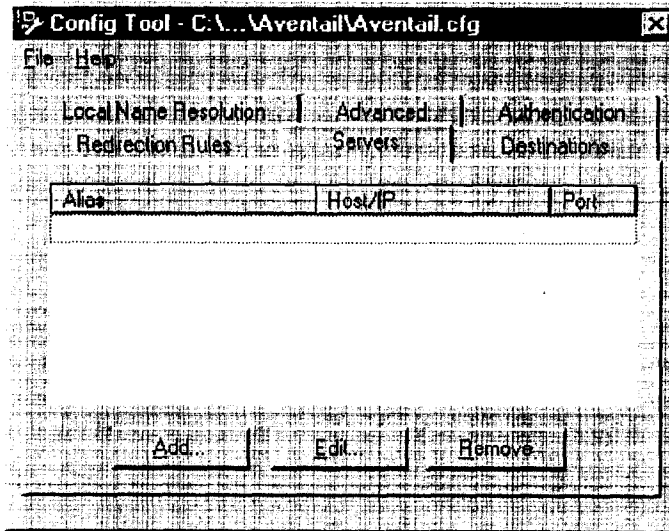 Config Tool - C:\...\Aventail\Aventail.cfg
File Help
Local Name Resolution Advanced Authentication
Redirection Rules Servers Destinations
Alias Host/IP Port
Add... Edit... Remove